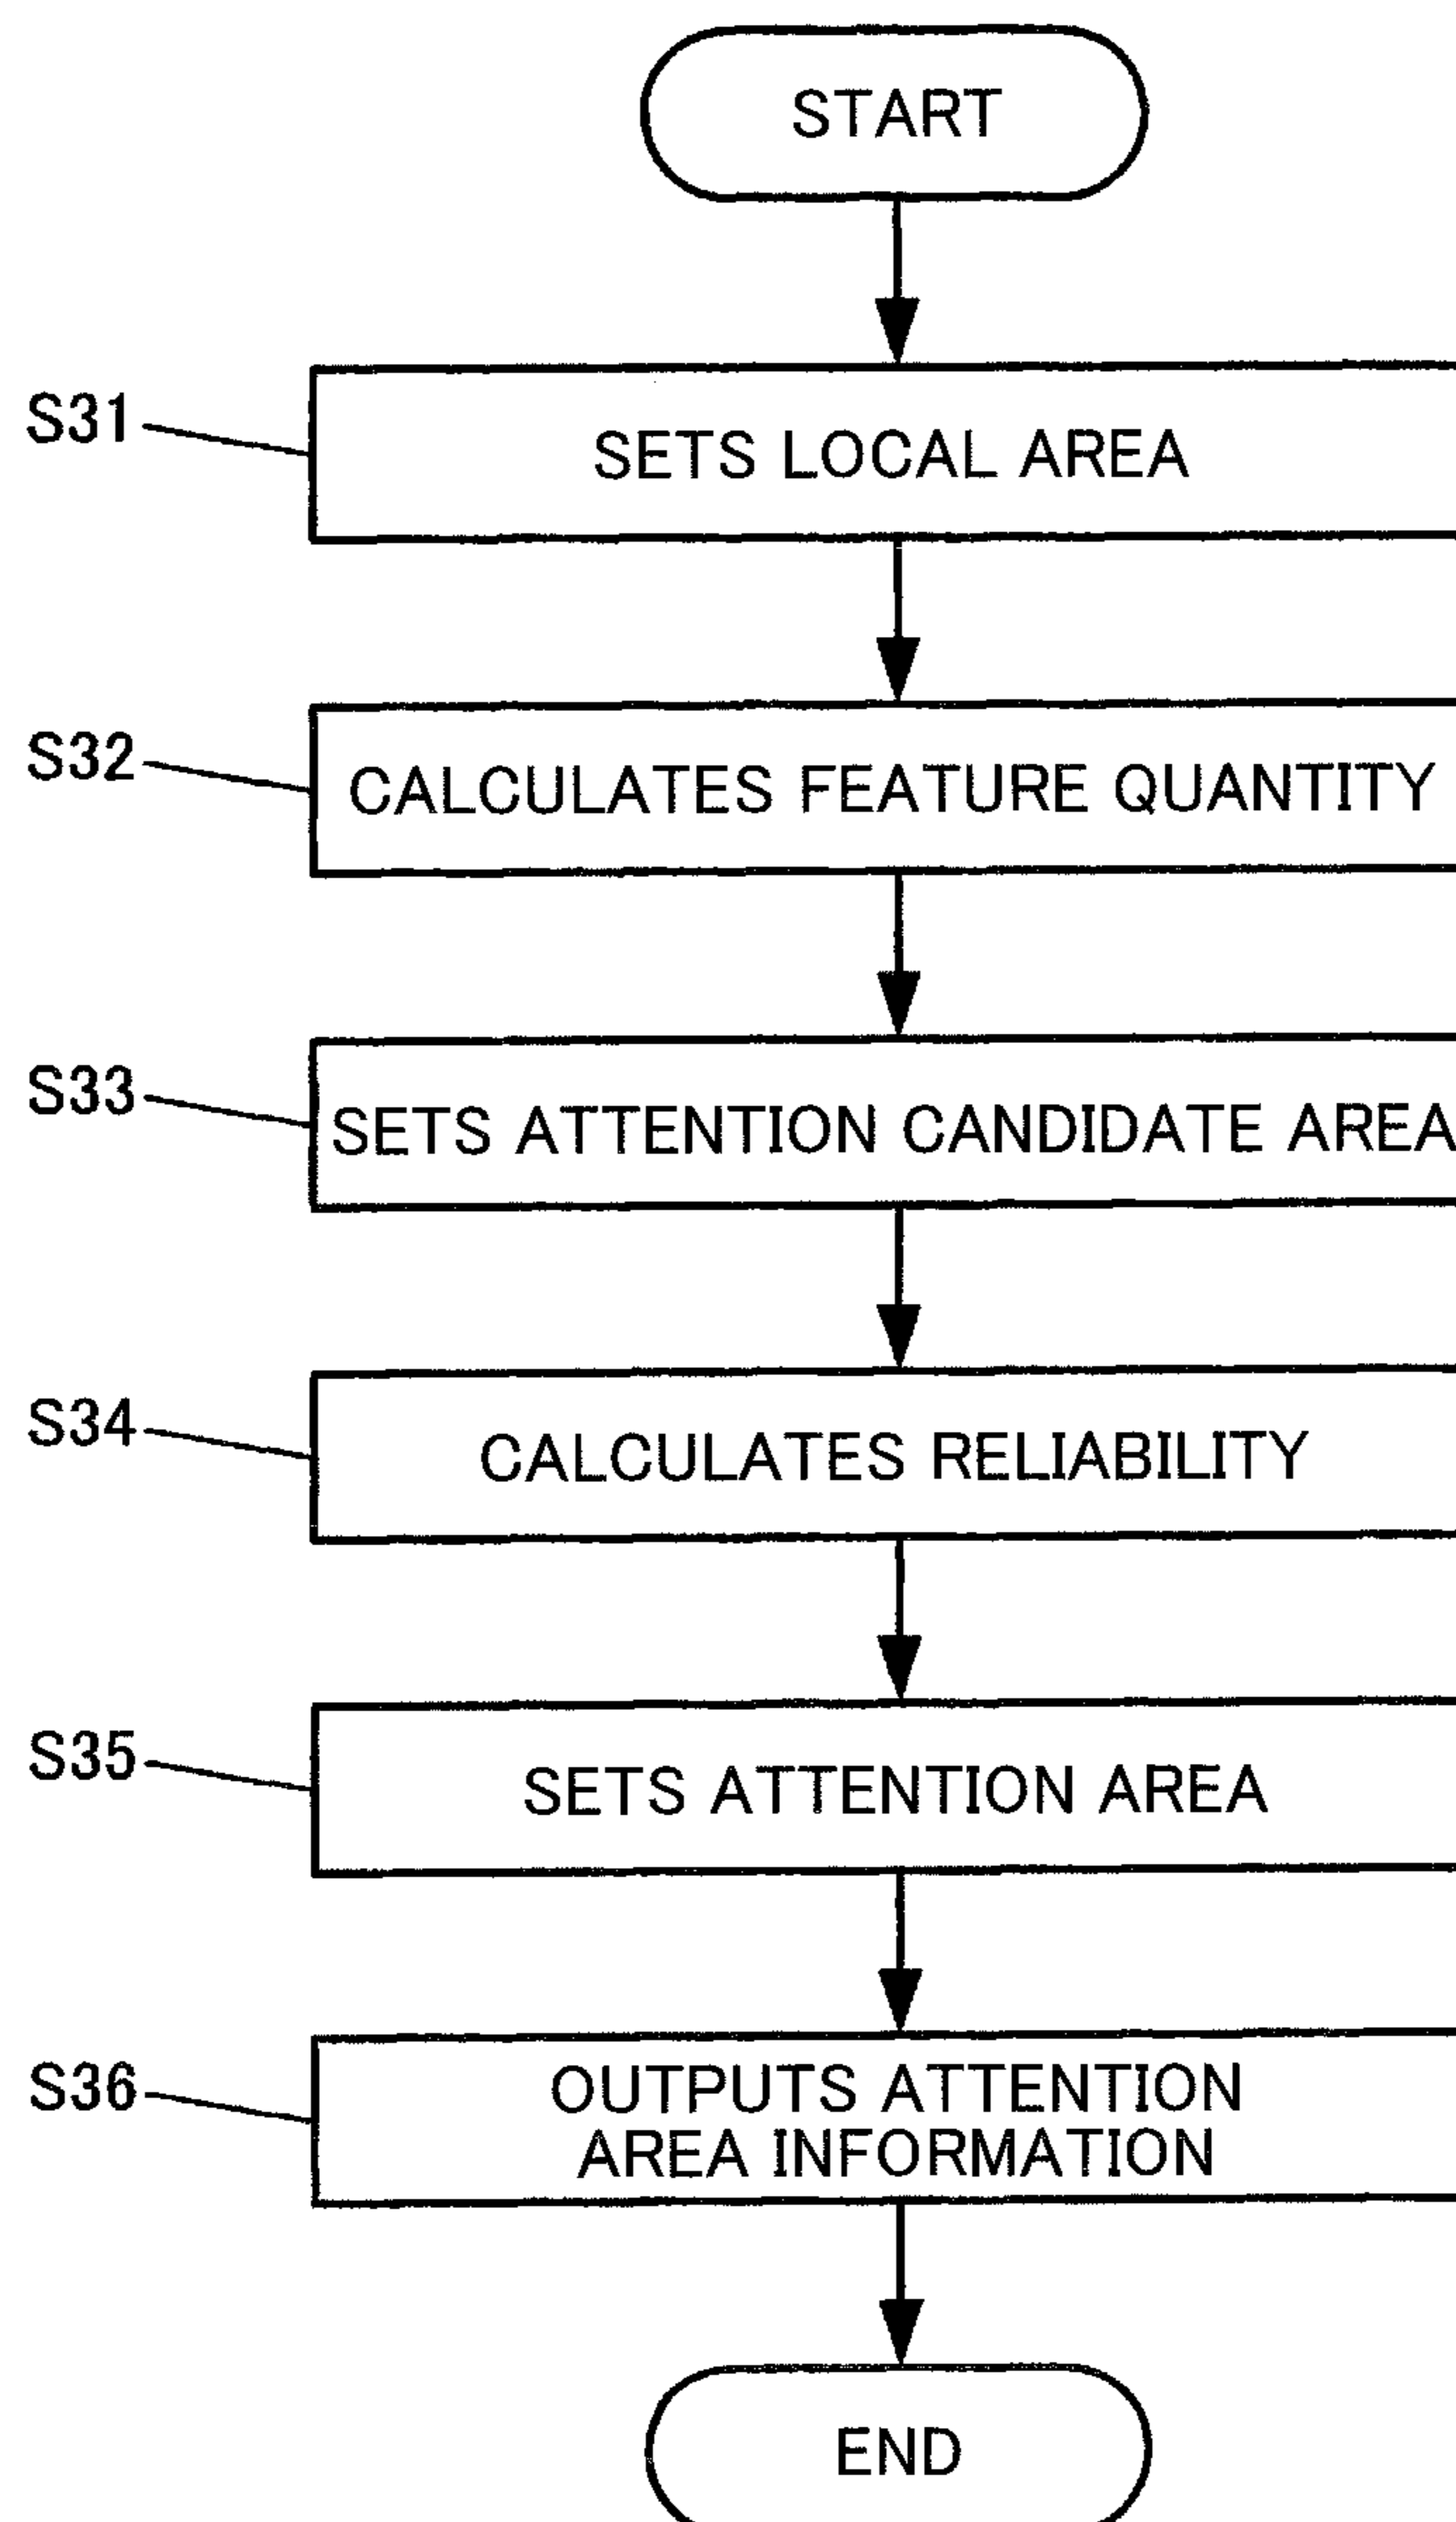 START
S31
SETS LOCAL AREA
S32
CALCULATES FEATURE QUANTITY
S33
SETS ATTENTION CANDIDATE AREA
S34
CALCULATES RELIABILITY
S35
SETS ATTENTION AREA
S36
OUTPUTS ATTENTION
AREA INFORMATION
END